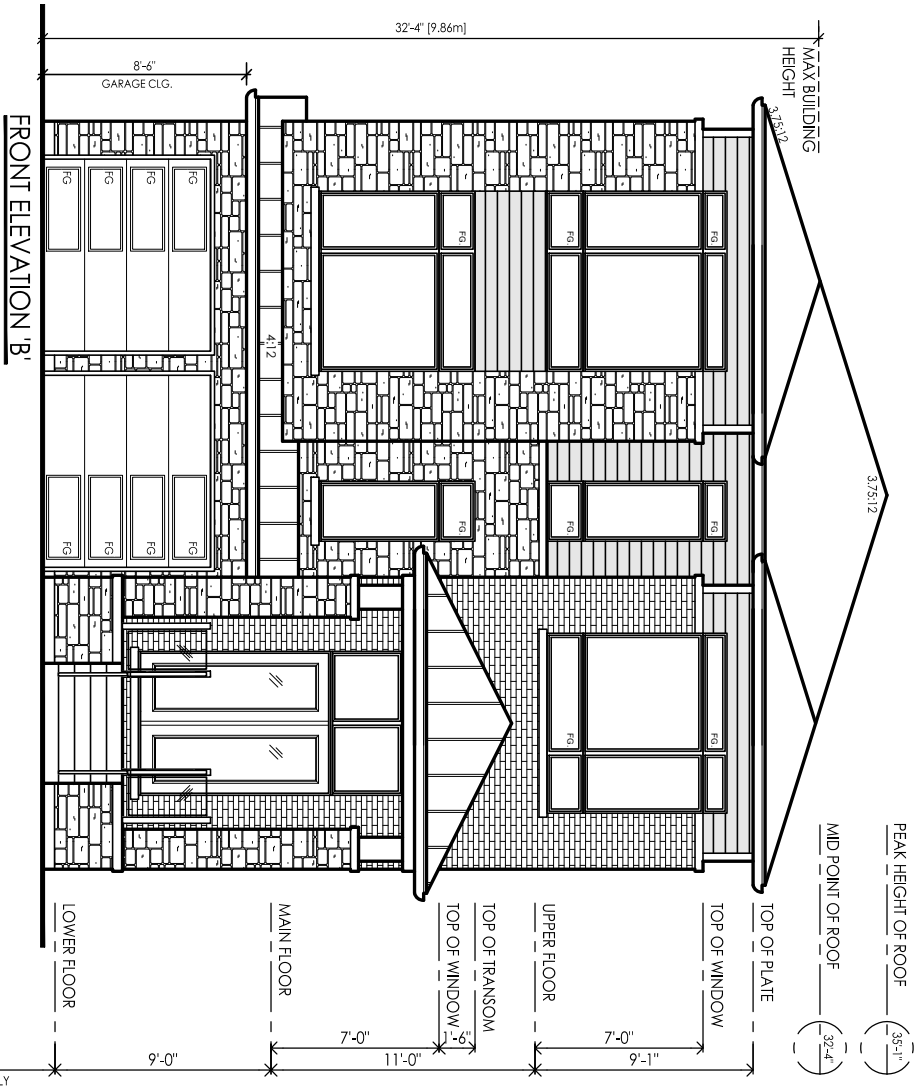 PEAK HEIGHT OF ROOF
35'-1"
MID POINT OF ROOF
32'-4"
MAX BUILDING
HEIGHT
3.75:12
3.75:12
32'-4" [9.86m]
TOP OF PLATE
TOP OF WINDOW
FG.
FG.
FG.
FG.
FG.
FG.
UPPER FLOOR
7'-0"
9'-1"
TOP OF TRANSOM
TOP OF WINDOW
FG.
FG.
1'-6"
7'-0"
11'-0"
4:12
8'-6"
GARAGE CLG.
MAIN FLOOR
FG
FG
FG
FG
FG
FG
FG
FG
9'-0"
LOWER FLOOR
FRONT ELEVATION 'B'
LY